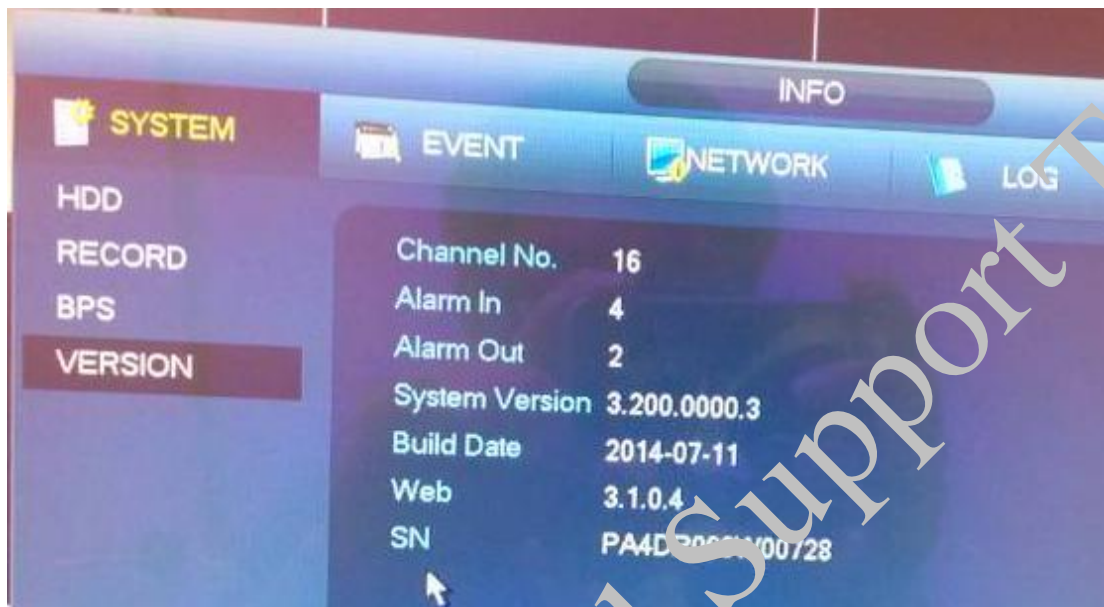 INFO
SYSTEM
EVENT
NETWORK
LOG
HDD
RECORD
BPS
VERSION
Channel No. 16
Alarm In 4
Alarm Out 2
System Version 3.200.0000.3
Build Date 2014-07-11
Web 3.1.0.4
SN
Support